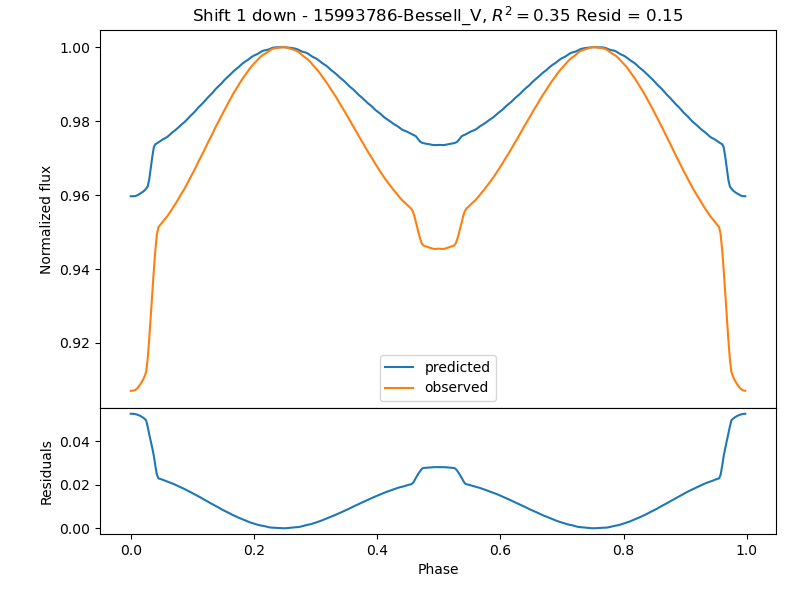 Shift 1 down - 15993786-Bessell_V, R² = 0.35 Resid = 0.15
Normalized flux
1.00
0.98
0.96
0.94
0.92
predicted
observed
Residuals
0.04
0.02
0.00
0.0 0.2 0.4 0.6 0.8 1.0
Phase